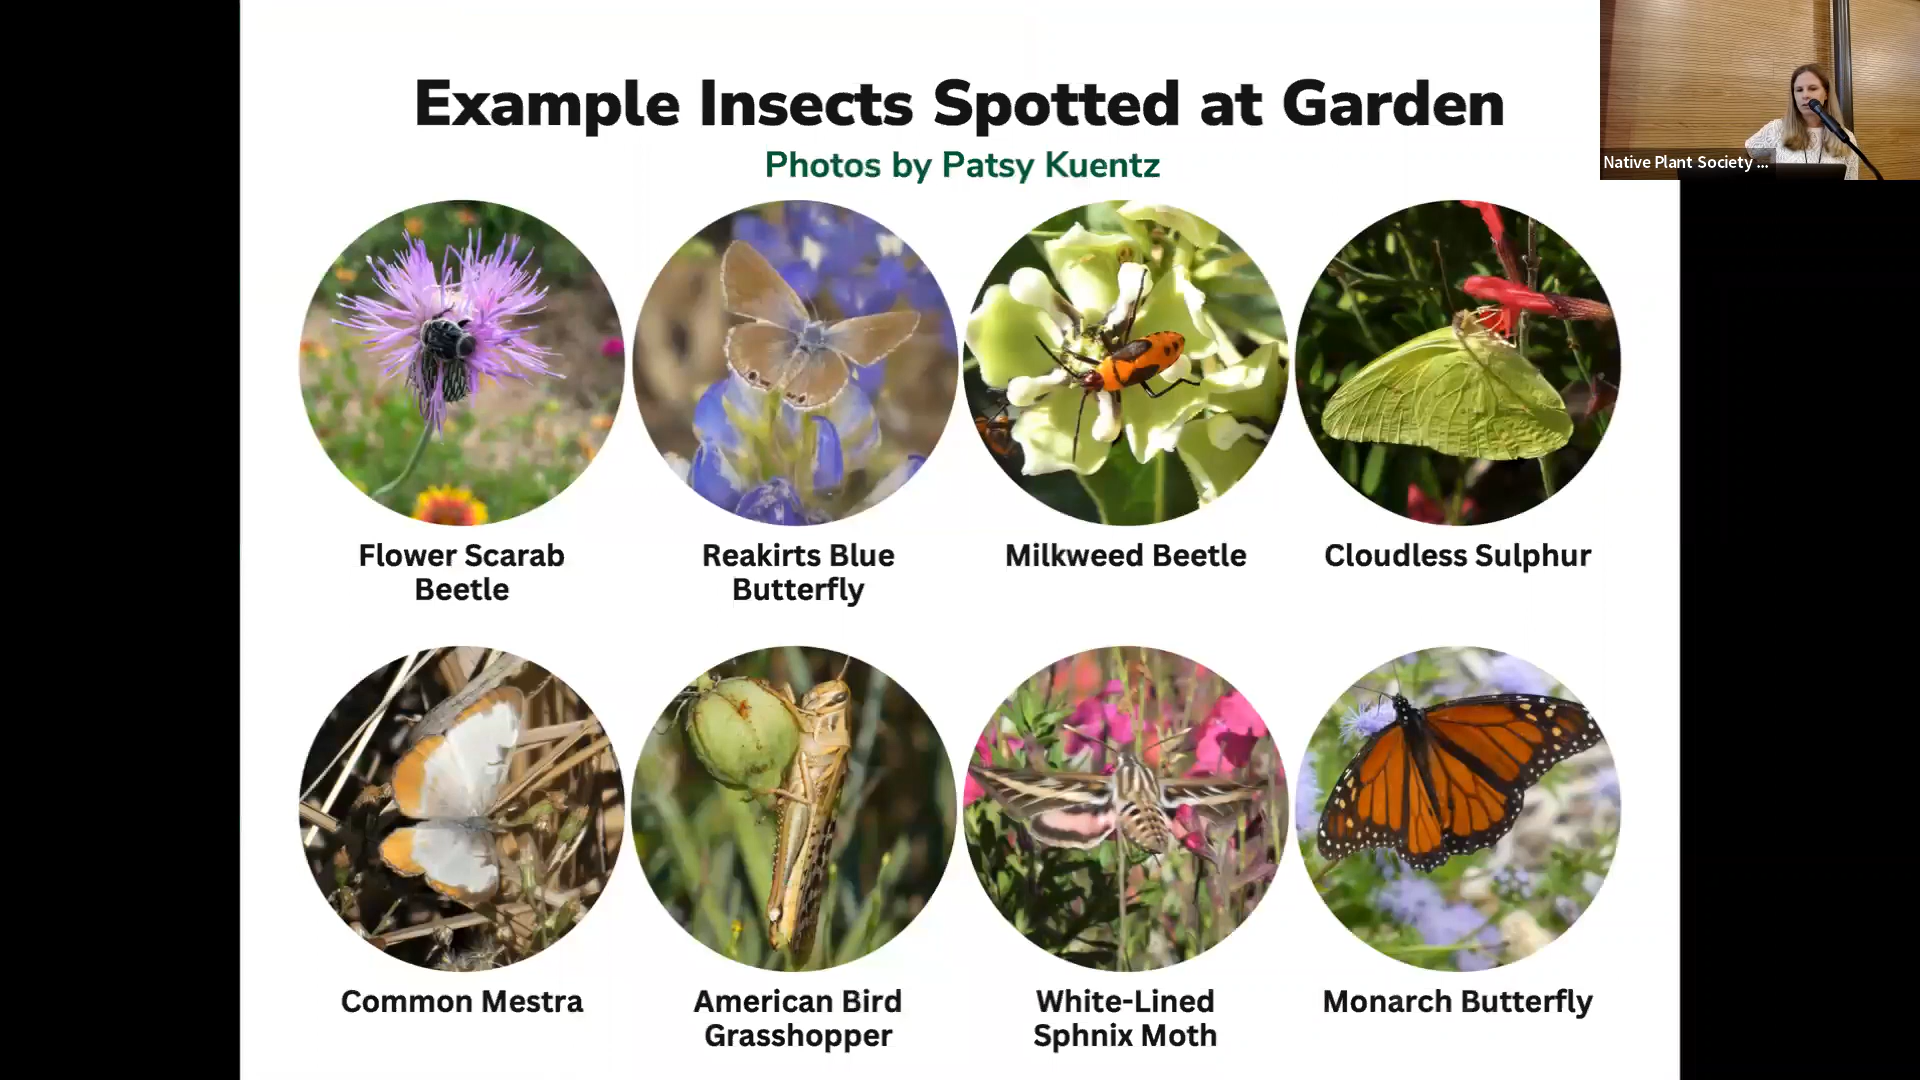 Example Insects Spotted at Garden
Photos by Patsy Kuentz
Native Plant Society ...
Flower Scarab
Beetle
Reakirts Blue
Butterfly
Milkweed Beetle
Cloudless Sulphur
Common Mestra
American Bird
Grasshopper
White-Lined
Sphnix Moth
Monarch Butterfly